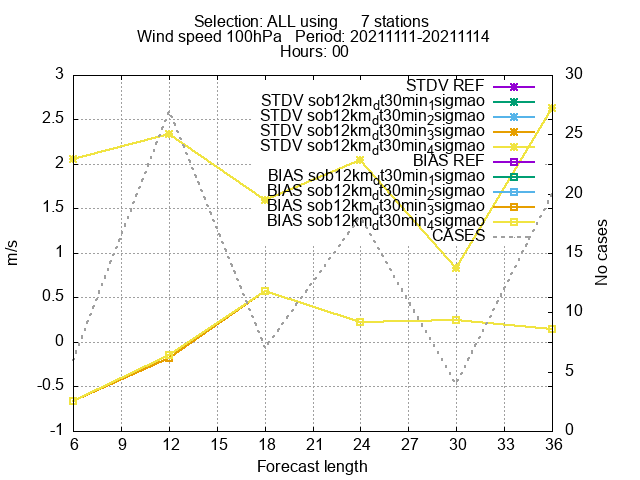 Selection: ALL using 7 stations
Wind speed 100hPa Period: 20211111-20211114
Hours: 00
3
2.5
2
1.5
1
0.5
0
-0.5
-1
30
25
20
15
10
5
0
STDV REF
STDV sob12km_dt30min_1sigmao
STDV sob12km_dt30min_2sigmao
STDV sob12km_dt30min_3sigmao
STDV sob12km_dt30min_4sigmao
BIAS REF
BIAS sob12km_dt30min_1sigmao
BIAS sob12km_dt30min_2sigmao
BIAS sob12km_dt30min_3sigmao
BIAS sob12km_dt30min_4sigmao
CASES
m/s
No cases
6 9 12 15 18 21 24 27 30 33 36
Forecast length